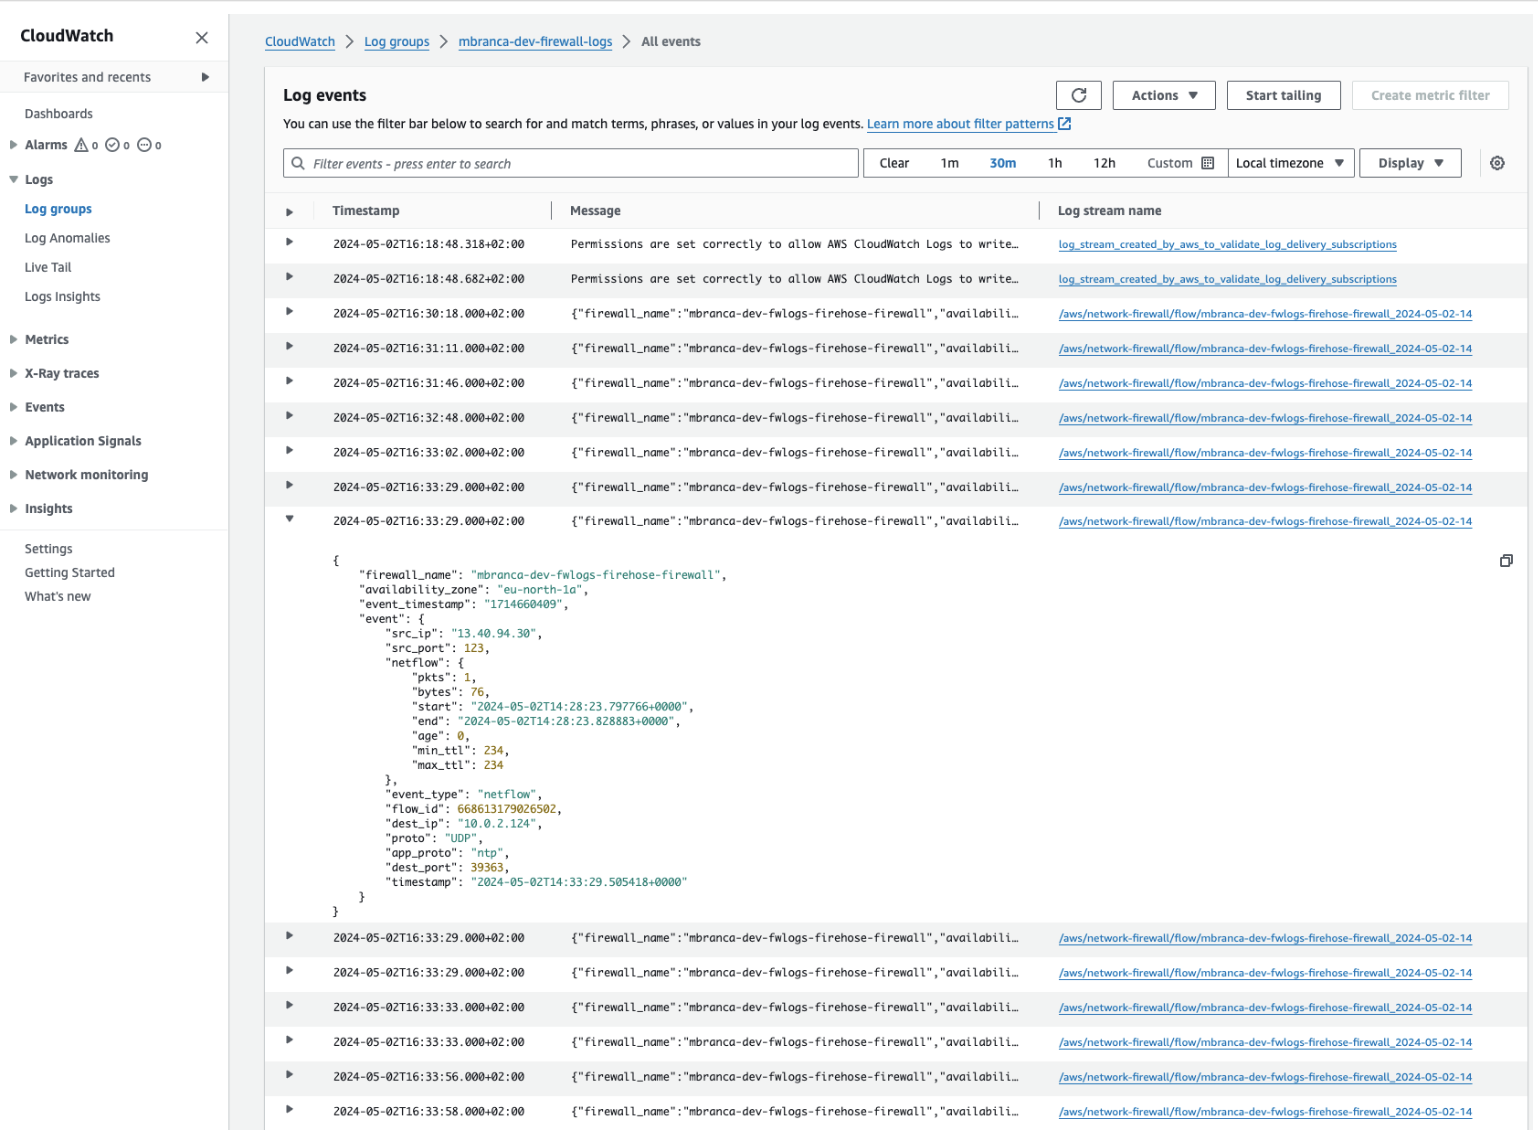 CloudWatch
Favorites and recents
Dashboards
Alarms 0 0 0
Logs
Log groups
Log Anomalies
Live Tail
Logs Insights
Metrics
X-Ray traces
Events
Application Signals
Network monitoring
Insights
Settings
Getting Started
What's new
CloudWatch > Log groups > mbranca-dev-firewall-logs > All events
Log events
Actions
Start tailing
Create metric filter
You can use the filter bar below to search for and match terms, phrases, or values in your log events. Learn more about filter patterns
Filter events - press enter to search
Clear 1m 30m 1h 12h Custom Local timezone Display
Timestamp Message Log stream name
2024-05-02T16:18:48.318+02:00 Permissions are set correctly to allow AWS CloudWatch Logs to write… log_stream_created_by_aws_to_validate_log_delivery_subscriptions
2024-05-02T16:18:48.682+02:00 Permissions are set correctly to allow AWS CloudWatch Logs to write… log_stream_created_by_aws_to_validate_log_delivery_subscriptions
2024-05-02T16:30:18.000+02:00 {"firewall_name":"mbranca-dev-fwlogs-firehose-firewall","availabili… /aws/network-firewall/flow/mbranca-dev-fwlogs-firehose-firewall_2024-05-02-14
2024-05-02T16:31:11.000+02:00 {"firewall_name":"mbranca-dev-fwlogs-firehose-firewall","availabili… /aws/network-firewall/flow/mbranca-dev-fwlogs-firehose-firewall_2024-05-02-14
2024-05-02T16:31:46.000+02:00 {"firewall_name":"mbranca-dev-fwlogs-firehose-firewall","availabili… /aws/network-firewall/flow/mbranca-dev-fwlogs-firehose-firewall_2024-05-02-14
2024-05-02T16:32:48.000+02:00 {"firewall_name":"mbranca-dev-fwlogs-firehose-firewall","availabili… /aws/network-firewall/flow/mbranca-dev-fwlogs-firehose-firewall_2024-05-02-14
2024-05-02T16:33:02.000+02:00 {"firewall_name":"mbranca-dev-fwlogs-firehose-firewall","availabili… /aws/network-firewall/flow/mbranca-dev-fwlogs-firehose-firewall_2024-05-02-14
2024-05-02T16:33:29.000+02:00 {"firewall_name":"mbranca-dev-fwlogs-firehose-firewall","availabili… /aws/network-firewall/flow/mbranca-dev-fwlogs-firehose-firewall_2024-05-02-14
2024-05-02T16:33:29.000+02:00 {"firewall_name":"mbranca-dev-fwlogs-firehose-firewall","availabili… /aws/network-firewall/flow/mbranca-dev-fwlogs-firehose-firewall_2024-05-02-14
{
"firewall_name": "mbranca-dev-fwlogs-firehose-firewall",
"availability_zone": "eu-north-1a",
"event_timestamp": "1714660409",
"event": {
"src_ip": "13.40.94.30",
"src_port": 123,
"netflow": {
"pkts": 1,
"bytes": 76,
"start": "2024-05-02T14:28:23.797766+0000",
"end": "2024-05-02T14:28:23.828883+0000",
"age": 0,
"min_ttl": 234,
"max_ttl": 234
},
"event_type": "netflow",
"flow_id": 668613179026502,
"dest_ip": "10.0.2.124",
"proto": "UDP",
"app_proto": "ntp",
"dest_port": 39363,
"timestamp": "2024-05-02T14:33:29.505418+0000"
}
}
2024-05-02T16:33:29.000+02:00 {"firewall_name":"mbranca-dev-fwlogs-firehose-firewall","availabili… /aws/network-firewall/flow/mbranca-dev-fwlogs-firehose-firewall_2024-05-02-14
2024-05-02T16:33:29.000+02:00 {"firewall_name":"mbranca-dev-fwlogs-firehose-firewall","availabili… /aws/network-firewall/flow/mbranca-dev-fwlogs-firehose-firewall_2024-05-02-14
2024-05-02T16:33:33.000+02:00 {"firewall_name":"mbranca-dev-fwlogs-firehose-firewall","availabili… /aws/network-firewall/flow/mbranca-dev-fwlogs-firehose-firewall_2024-05-02-14
2024-05-02T16:33:33.000+02:00 {"firewall_name":"mbranca-dev-fwlogs-firehose-firewall","availabili… /aws/network-firewall/flow/mbranca-dev-fwlogs-firehose-firewall_2024-05-02-14
2024-05-02T16:33:56.000+02:00 {"firewall_name":"mbranca-dev-fwlogs-firehose-firewall","availabili… /aws/network-firewall/flow/mbranca-dev-fwlogs-firehose-firewall_2024-05-02-14
2024-05-02T16:33:58.000+02:00 {"firewall_name":"mbranca-dev-fwlogs-firehose-firewall","availabili… /aws/network-firewall/flow/mbranca-dev-fwlogs-firehose-firewall_2024-05-02-14